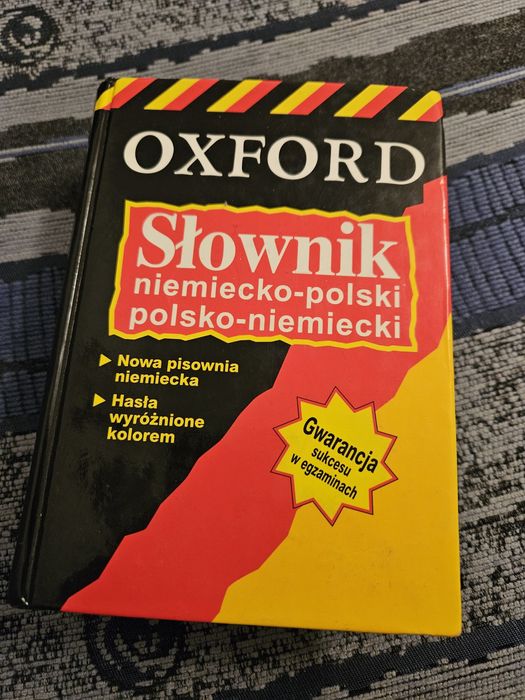 OXFORD
Słownik
niemiecko-polski
polsko-niemiecki
Nowa pisownia
niemiecka
Hasła
wyróżnione
kolorem
Gwarancja
sukcesu
w egzaminach